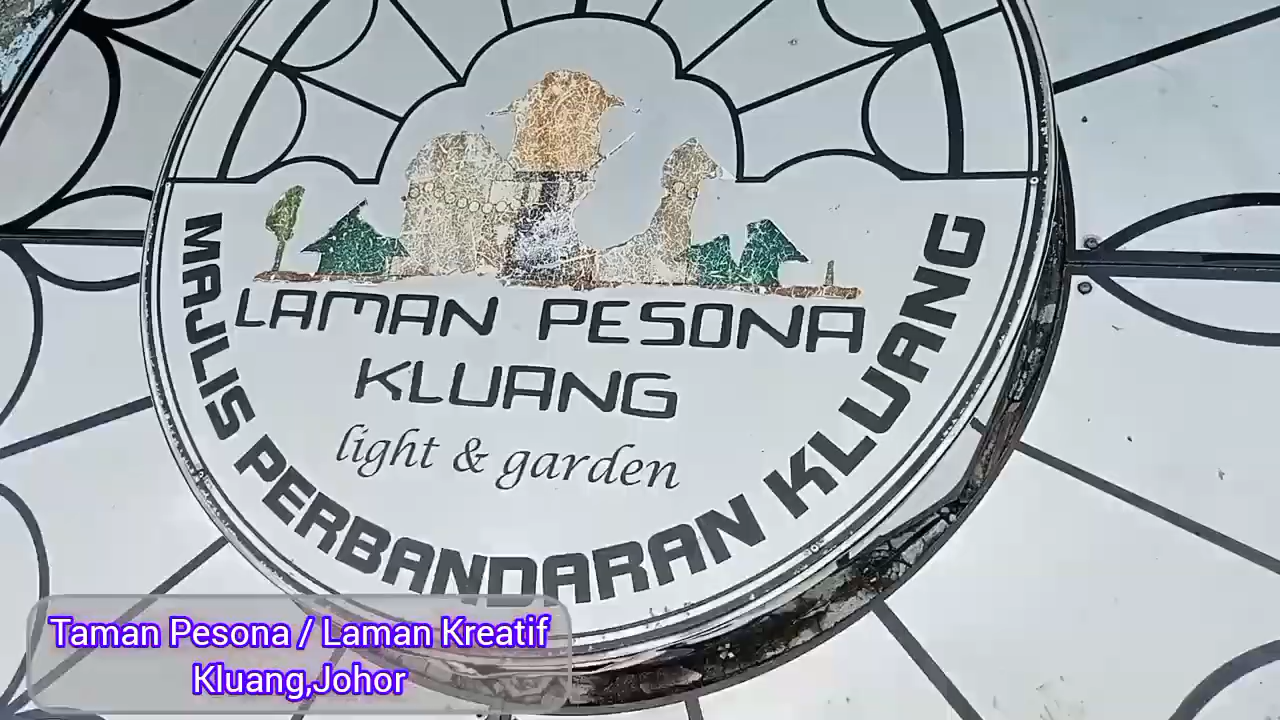 LAMAN PESONA
KLUANG
light & garden
MAJLIS PERBANDARAN KLUANG
Taman Pesona / Laman Kreatif
Kluang,Johor